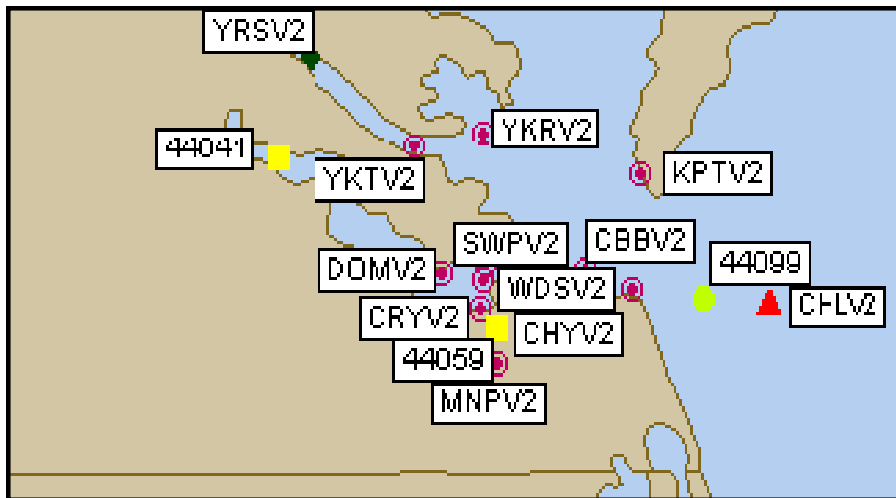 YRSV2
YKRV2
44041
YKTV2
KPTV2
SWPV2
CBBV2
DOMV2
44099
WDSV2
CHLV2
CRYV2
CHYV2
44059
MNPV2